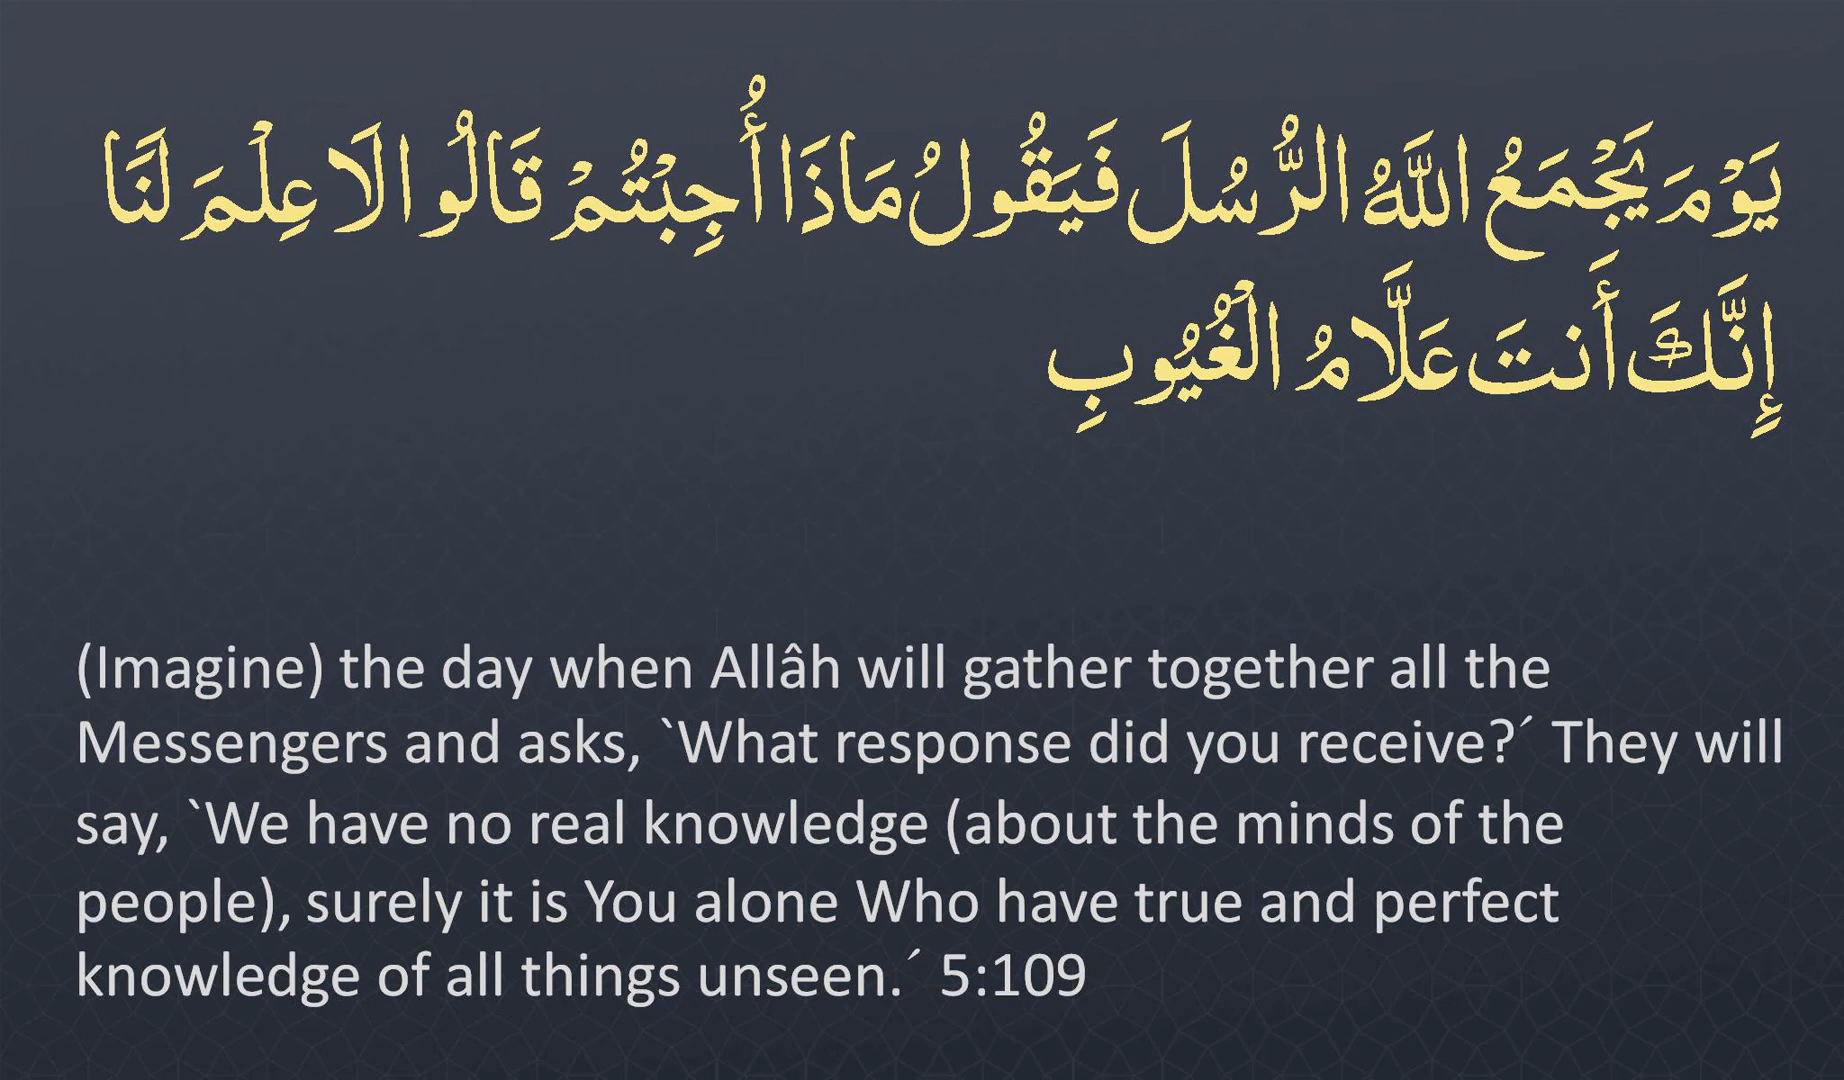 يَوْمَ يَجْمَعُ اللَّهُ الرُّسُلَ فَيَقُولُ مَاذَا أُجِبْتُمْ قَالُوا لَا عِلْمَ لَنَا
إِنَّكَ أَنتَ عَلَّامُ الْغُيُوبِ
(Imagine) the day when Allâh will gather together all the
Messengers and asks, `What response did you receive?´ They will
say, `We have no real knowledge (about the minds of the
people), surely it is You alone Who have true and perfect
knowledge of all things unseen.´ 5:109